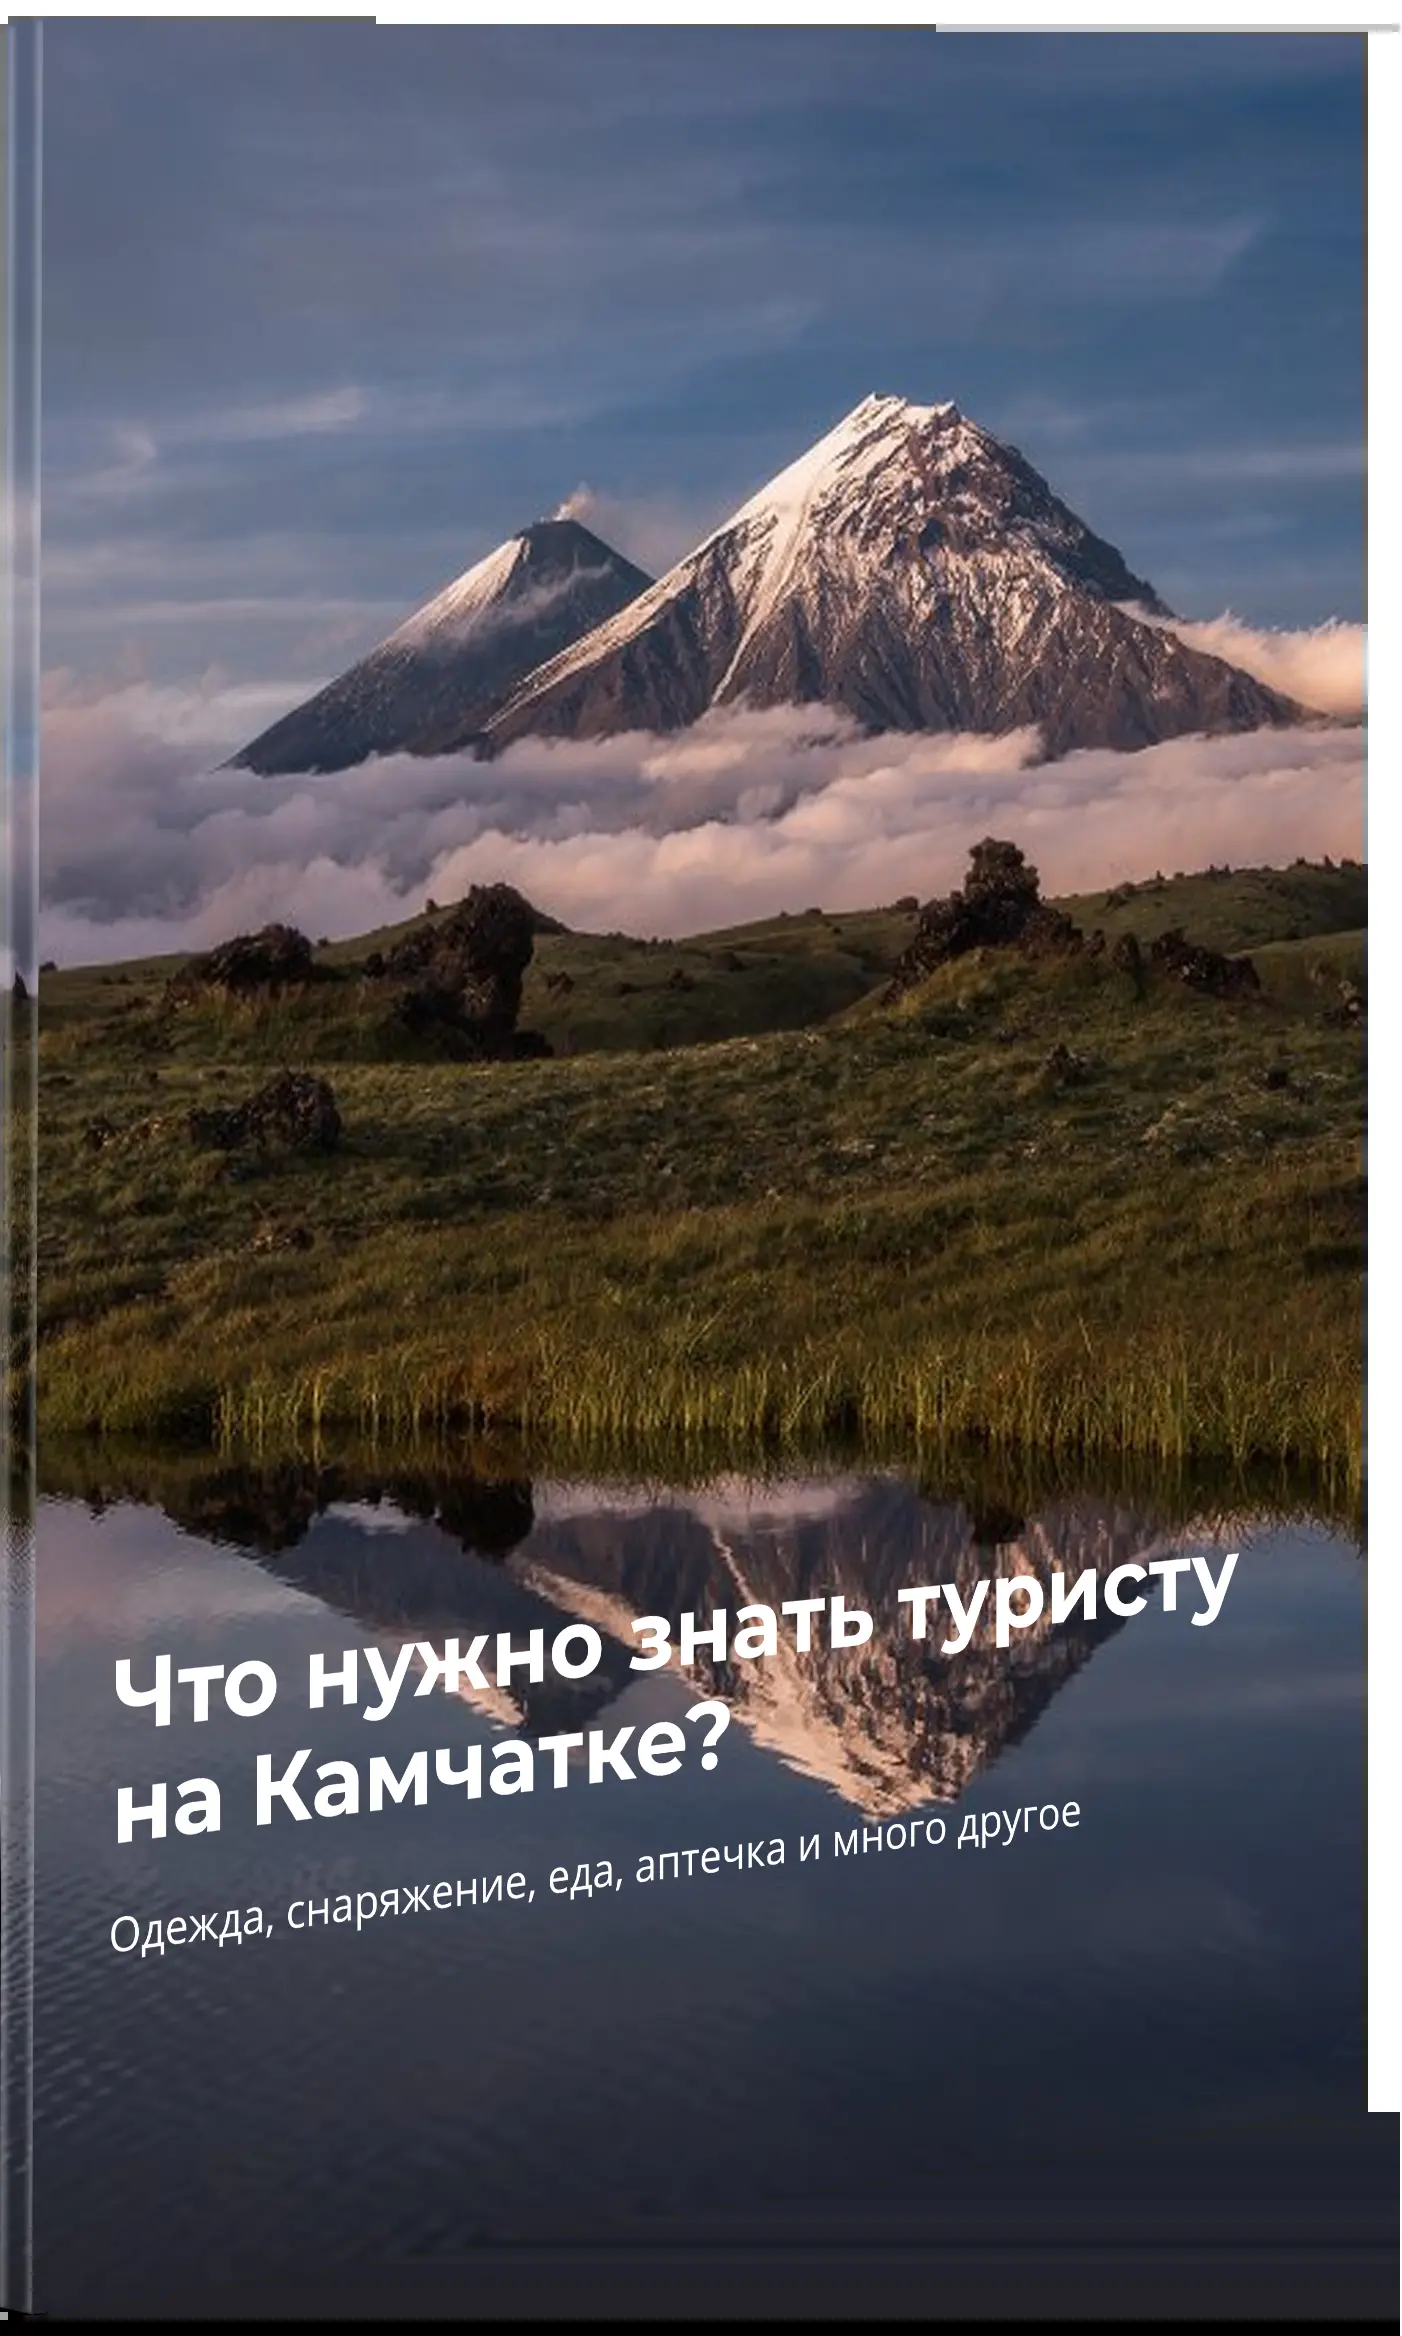 Что нужно знать туристу
на Камчатке?
Одежда, снаряжение, еда, аптечка и много другое